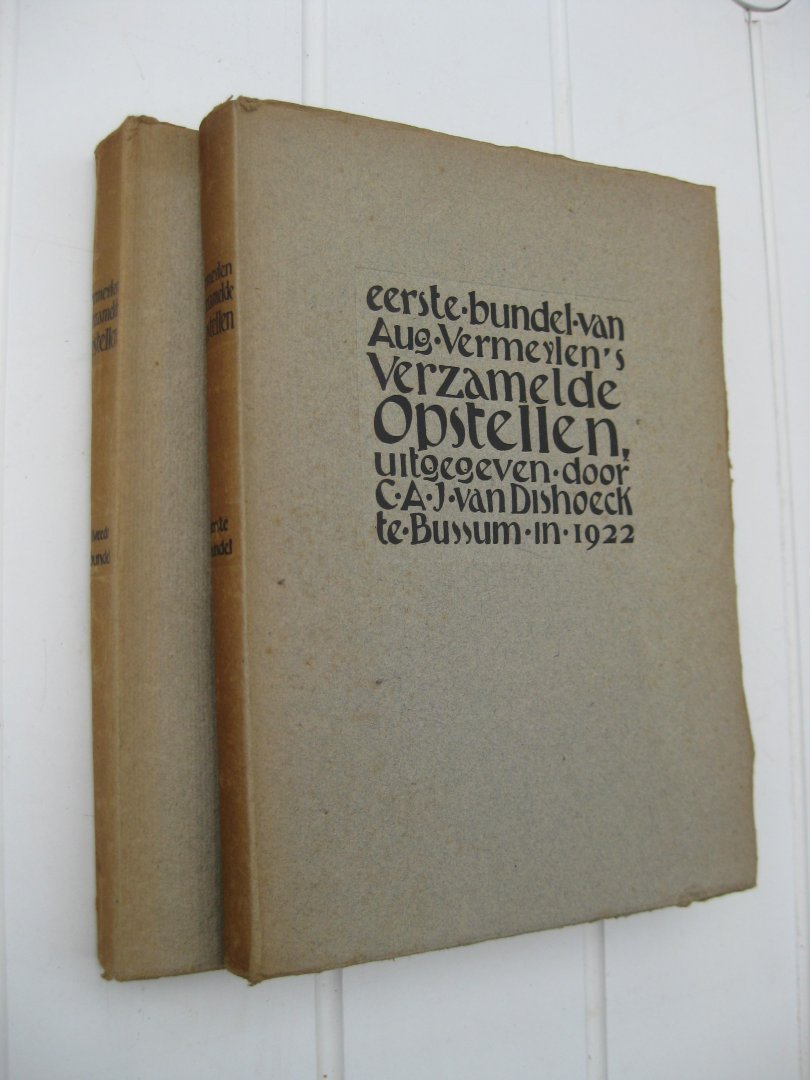 eerste·bundel·van
Aug·Vermeylen's
Verzamelde
Opstellen,
uitgegeven·door
C·A·J·van Dishoeck
te·Bussum·in·1922